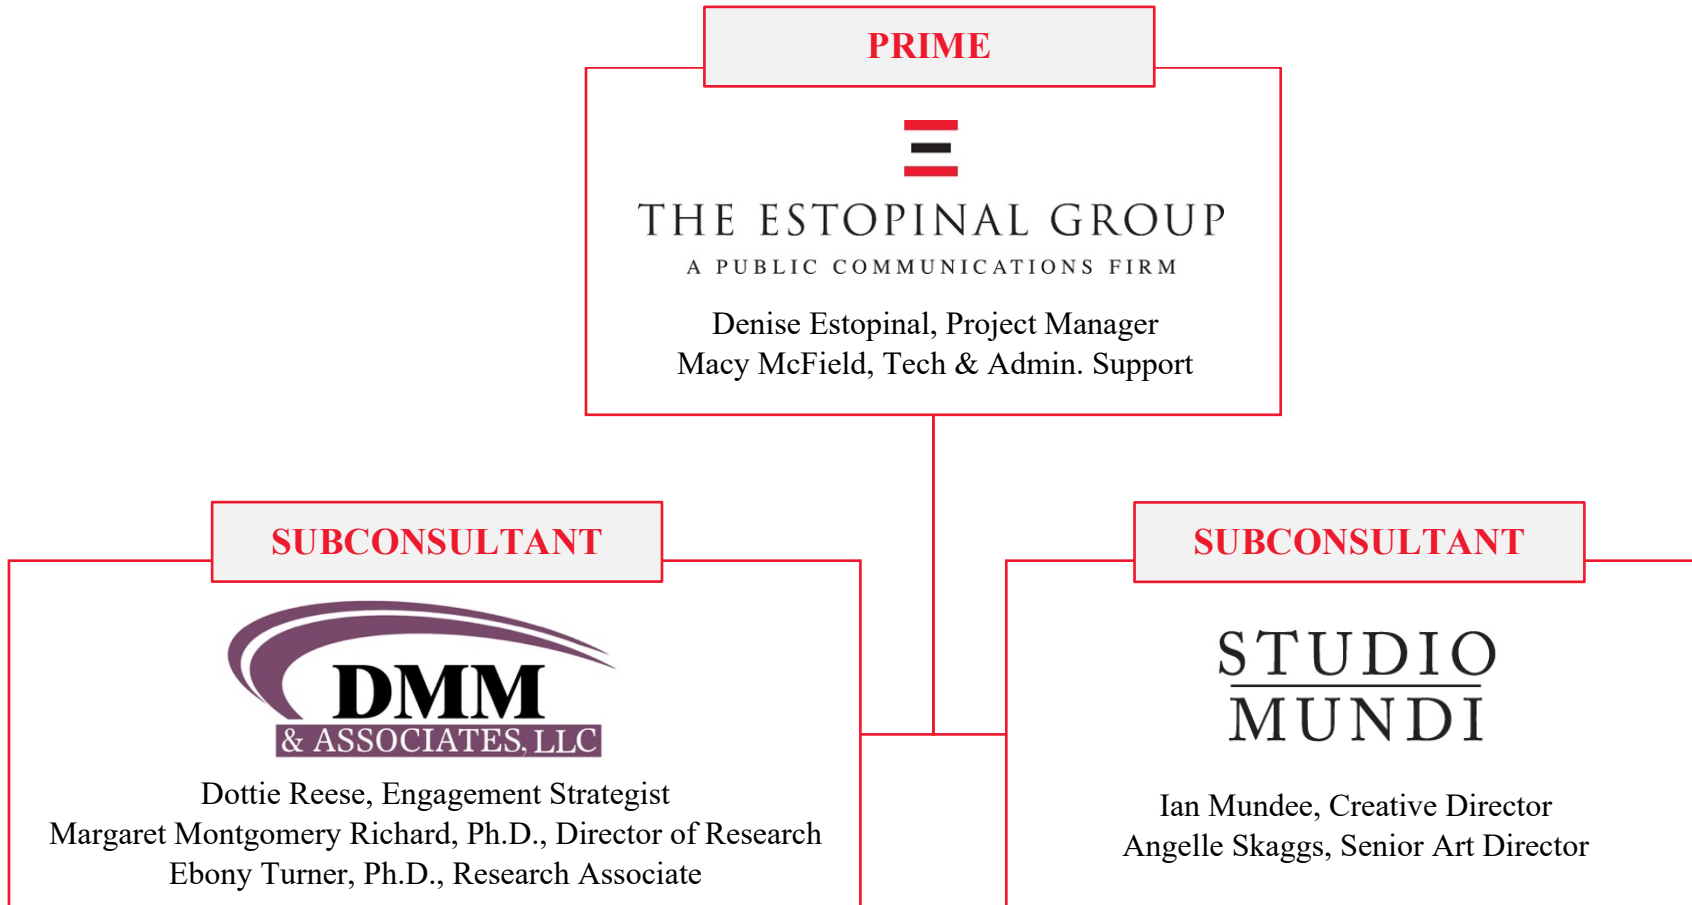 PRIME
THE ESTOPINAL GROUP
A PUBLIC COMMUNICATIONS FIRM
Denise Estopinal, Project Manager
Macy McField, Tech & Admin. Support
SUBCONSULTANT
DMM
& ASSOCIATES, LLC
Dottie Reese, Engagement Strategist
Margaret Montgomery Richard, Ph.D., Director of Research
Ebony Turner, Ph.D., Research Associate
SUBCONSULTANT
STUDIO
MUNDI
Ian Mundee, Creative Director
Angelle Skaggs, Senior Art Director